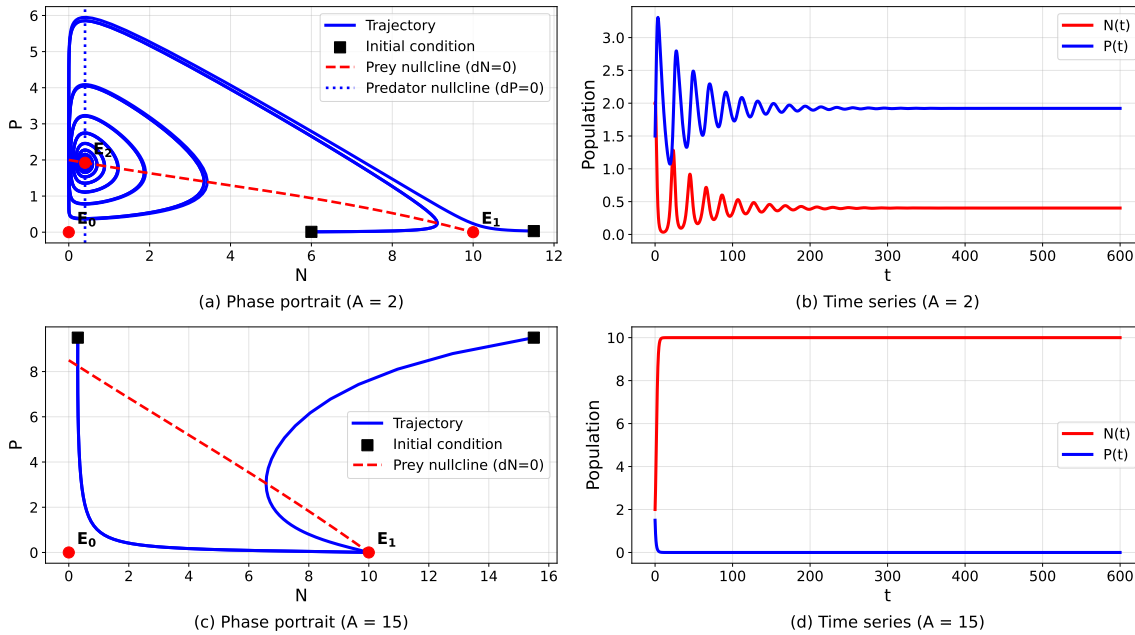 6
5
4
3
2
1
0
P
0
2
4
6
8
10
N
Trajectory
Initial condition
Prey nullcline (dN=0)
Predator nullcline (dP=0)
E0
E1
E2
(a) Phase portrait (A = 2)
3.0
2.5
2.0
1.5
1.0
0.5
0.0
Population
0
100
200
300
400
500
600
t
N(t)
P(t)
(b) Time series (A = 2)
8
6
4
2
0
P
0
2
4
6
8
10
12
14
16
N
Trajectory
Initial condition
Prey nullcline (dN=0)
E0
E1
(c) Phase portrait (A = 15)
10
8
6
4
2
0
Population
0
100
200
300
400
500
600
t
N(t)
P(t)
(d) Time series (A = 15)